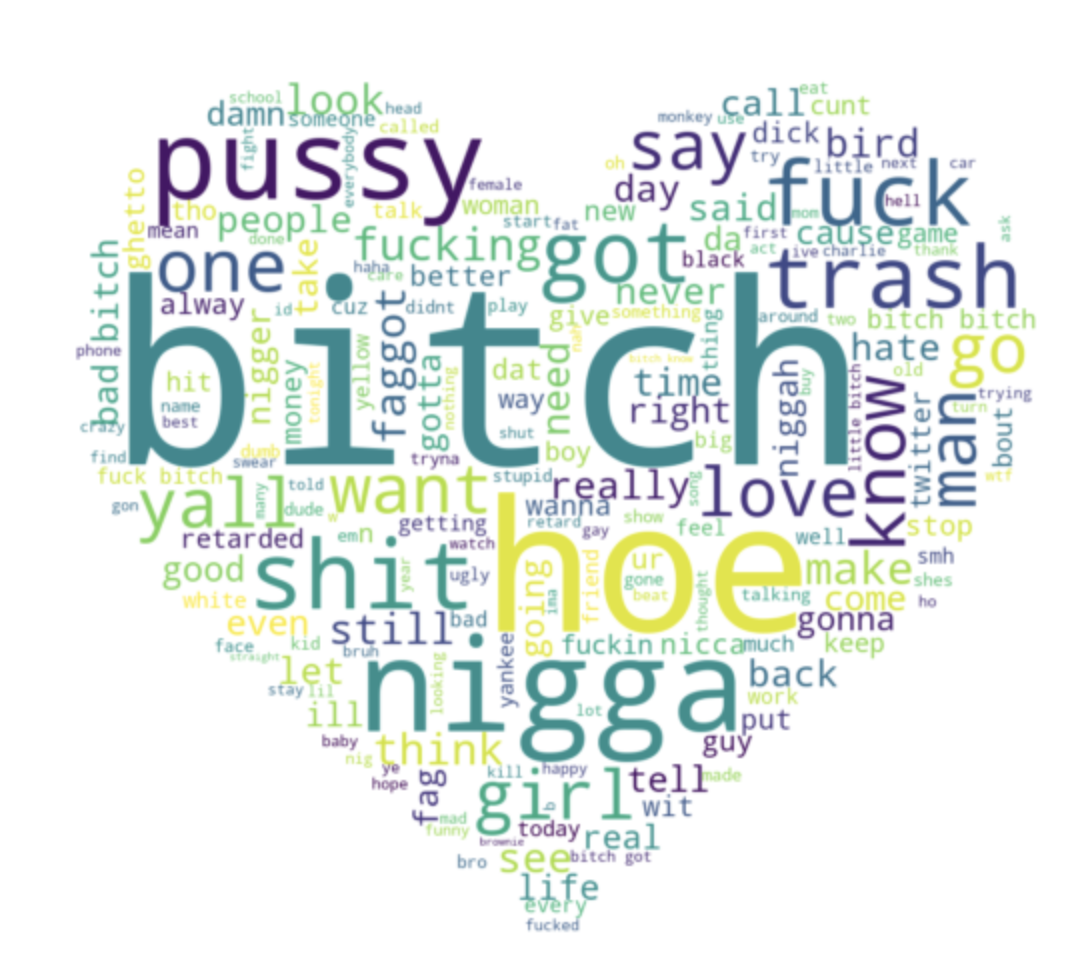 eat
school
look
head
call
cunt
damn
someone
called
monkey
use
pussy
fight
everybody
say
dick
bird
try
oh
little
next
car
fuck
hell
female
day
ghetto
tho
people
talk
woman
start
fat
new
said
mom
mean
done
fucking
got
da
first
cause
game
ask
act
ive
charlie
thank
black
trash
one
take
haha
care
better
never
bad bitch
alway
id
cuz
didnt
play
give
something
around
two
bitch bitch
bitch
hoe
nigga
phone
nigger
money
tonight
yellow
faggot
gotta
nothing
dat
need
nah
bitch know
time
thing
hate
go
hit
name
best
way
right
niggah
buy
little bitch
old
trying
turn
crazy
find
dumb
swear
shut
boy
big
know
twitter
man
bout
wtf
fuck bitch
tryna
stupid
really
song
love
gon
yall
many
told
dude
w
want
wanna
retard
gay
show
feel
well
stop
smh
retarded
emn
getting
watch
shes
good
shit
year
ugly
going
ima
friend
ur
gone
beat
thought
talking
make
come
ho
white
even
still
bad
gonna
face
kid
bruh
yankee
fuckin
nicca
much
keep
straight
let
looking
back
stay
lil
lot
work
ill
put
baby
think
guy
nig
ye
hope
fag
kill
happy
tell
made
girl
b
wit
mad
funny
today
real
brownie
bro
see
bitch got
life
every
fucked